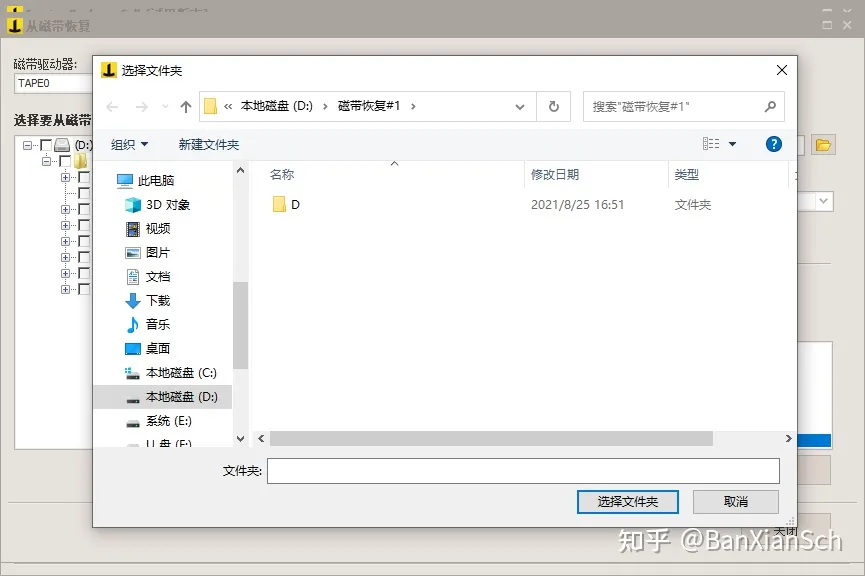 从磁带恢复
磁带驱动器:
TAPE0
选择要从磁带
(D:)
选择文件夹
« 本地磁盘 (D:) › 磁带恢复#1 ›
搜索"磁带恢复#1"
组织
新建文件夹
名称
修改日期
类型
D
2021/8/25 16:51
文件夹
此电脑
3D 对象
视频
图片
文档
下载
音乐
桌面
本地磁盘 (C:)
本地磁盘 (D:)
系统 (E:)
U 盘 (F:)
文件夹:
选择文件夹
取消
关闭
知乎 @BanXianSch